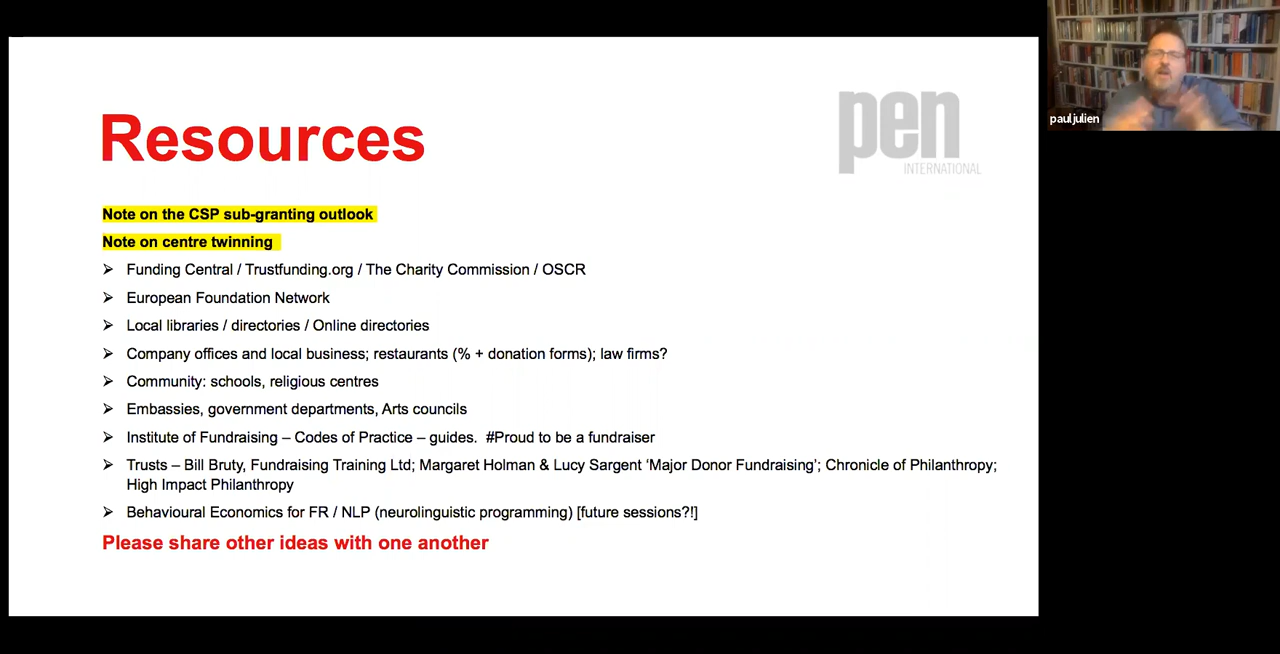 Resources
pen
INTERNATIONAL
pauljulien
Note on the CSP sub-granting outlook
Note on centre twinning
➢ Funding Central / Trustfunding.org / The Charity Commission / OSCR
➢ European Foundation Network
➢ Local libraries / directories / Online directories
➢ Company offices and local business; restaurants (% + donation forms); law firms?
➢ Community: schools, religious centres
➢ Embassies, government departments, Arts councils
➢ Institute of Fundraising – Codes of Practice – guides.  #Proud to be a fundraiser
➢ Trusts – Bill Bruty, Fundraising Training Ltd; Margaret Holman & Lucy Sargent ‘Major Donor Fundraising’; Chronicle of Philanthropy;
High Impact Philanthropy
➢ Behavioural Economics for FR / NLP (neurolinguistic programming) [future sessions?!]
Please share other ideas with one another